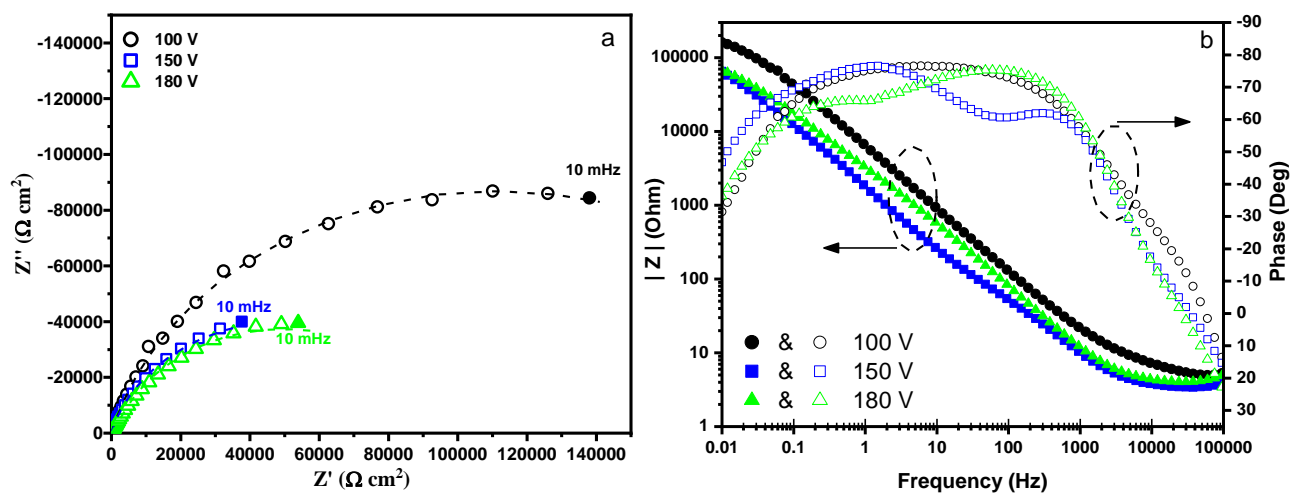 a
100 V
150 V
180 V
-140000
-120000
-100000
-80000
-60000
-40000
-20000
0
Z'' (Ω cm²)
10 mHz
10 mHz
10 mHz
0 20000 40000 60000 80000 100000 120000 140000
Z' (Ω cm²)
b
100000
10000
1000
100
10
1
| Z | (Ohm)
-90
-80
-70
-60
-50
-40
-30
-20
-10
0
10
20
30
Phase (Deg)
& 100 V
& 150 V
& 180 V
0.01 0.1 1 10 100 1000 10000 100000
Frequency (Hz)